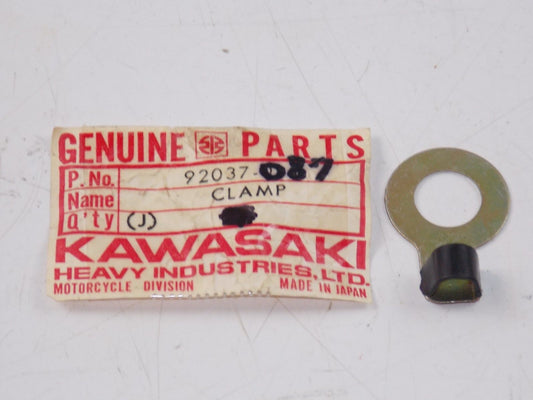 GENUINE PARTS
P. No. 92037-087
Name CLAMP
Q'ty (J)
KAWASAKI
HEAVY INDUSTRIES, LTD.
MOTORCYCLE DIVISION MADE IN JAPAN